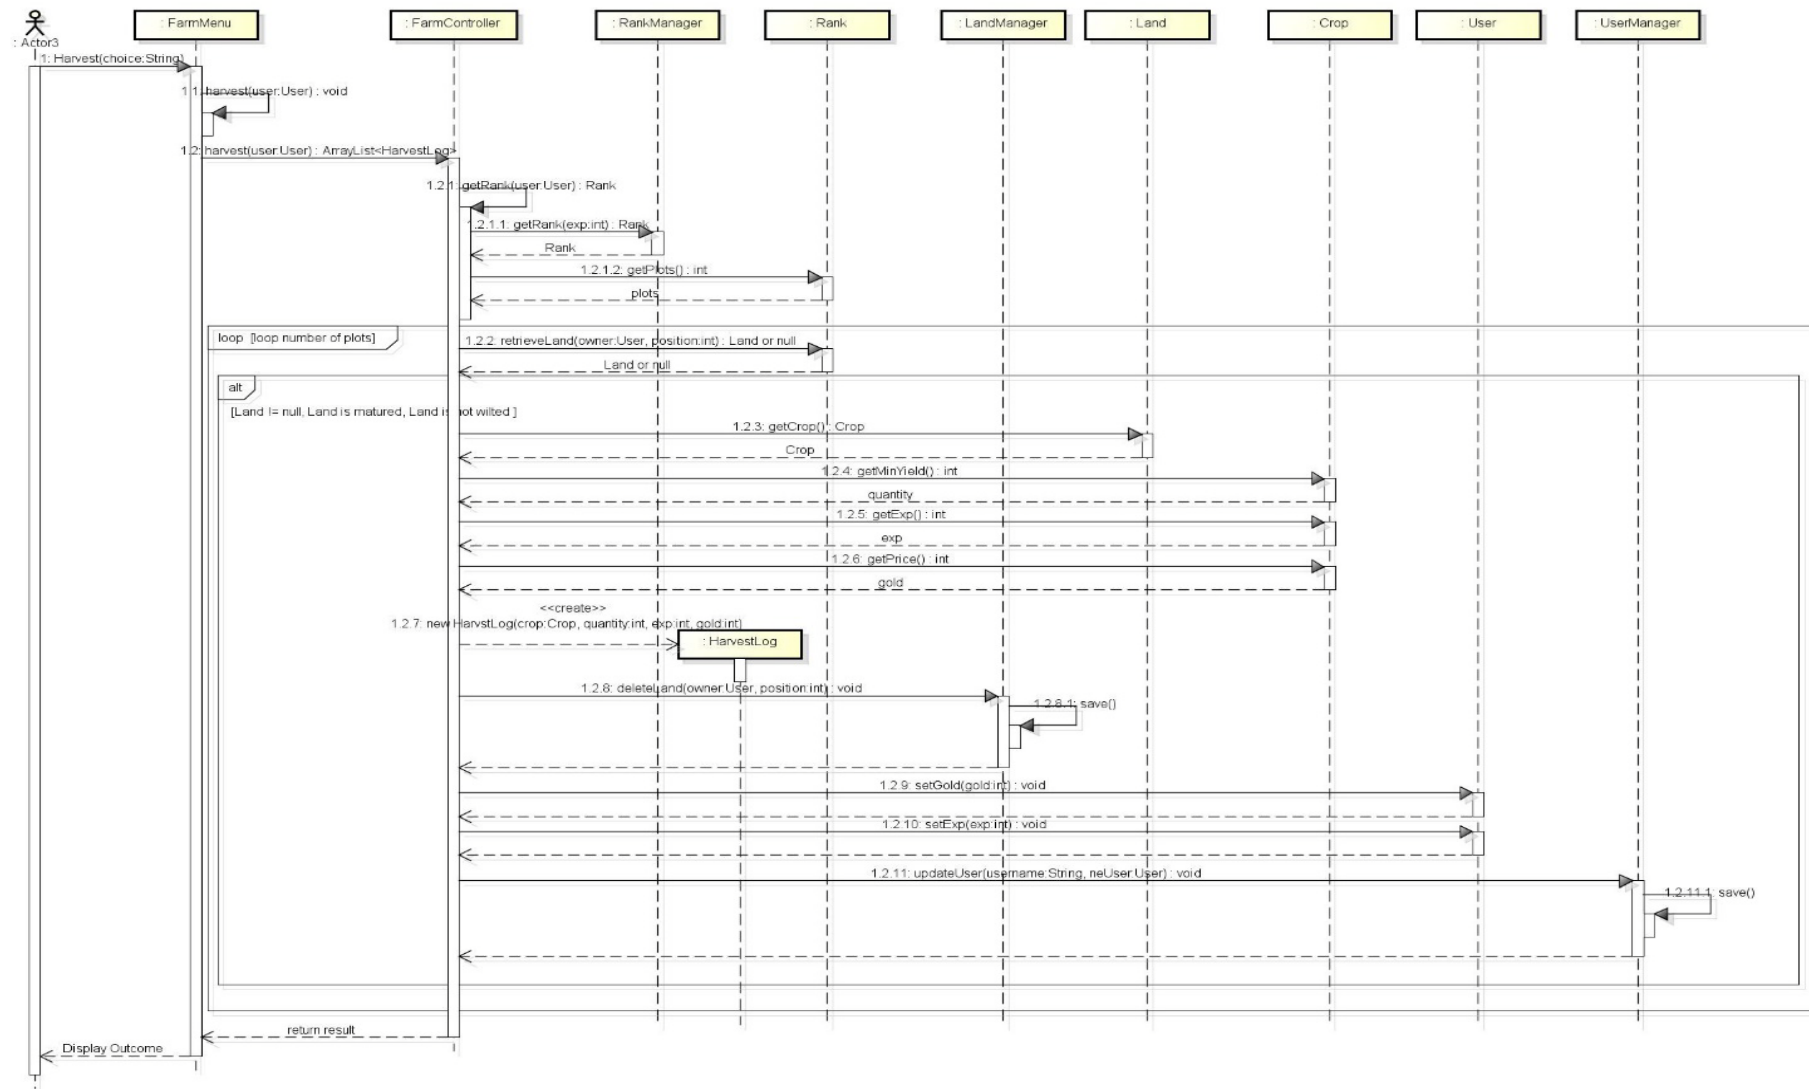 : FarmMenu
: FarmController
: RankManager
: Rank
: LandManager
: Land
: Crop
: User
: UserManager
: Actor3
1: Harvest(choice:String)
1.1: harvest(user:User) : void
1.2: harvest(user:User) : ArrayList<HarvestLog>
1.2.1: getRank(user:User) : Rank
1.2.1.1: getRank(exp:int) : Rank
Rank
1.2.1.2: getPlots() : int
plots
loop [loop number of plots]
1.2.2: retrieveLand(owner:User, position:int) : Land or null
Land or null
alt
[Land != null, Land is matured, Land is not wilted ]
1.2.3: getCrop() : Crop
Crop
1.2.4: getMinYield() : int
quantity
1.2.5: getExp() : int
exp
1.2.6: getPrice() : int
gold
<<create>>
1.2.7: new HarvstLog(crop:Crop, quantity:int, exp:int, gold:int)
: HarvestLog
1.2.8: deleteLand(owner:User, position:int) : void
1.2.8.1: save()
1.2.9: setGold(gold:int) : void
1.2.10: setExp(exp:int) : void
1.2.11: updateUser(username:String, neUser:User) : void
1.2.11.1: save()
return result
Display Outcome